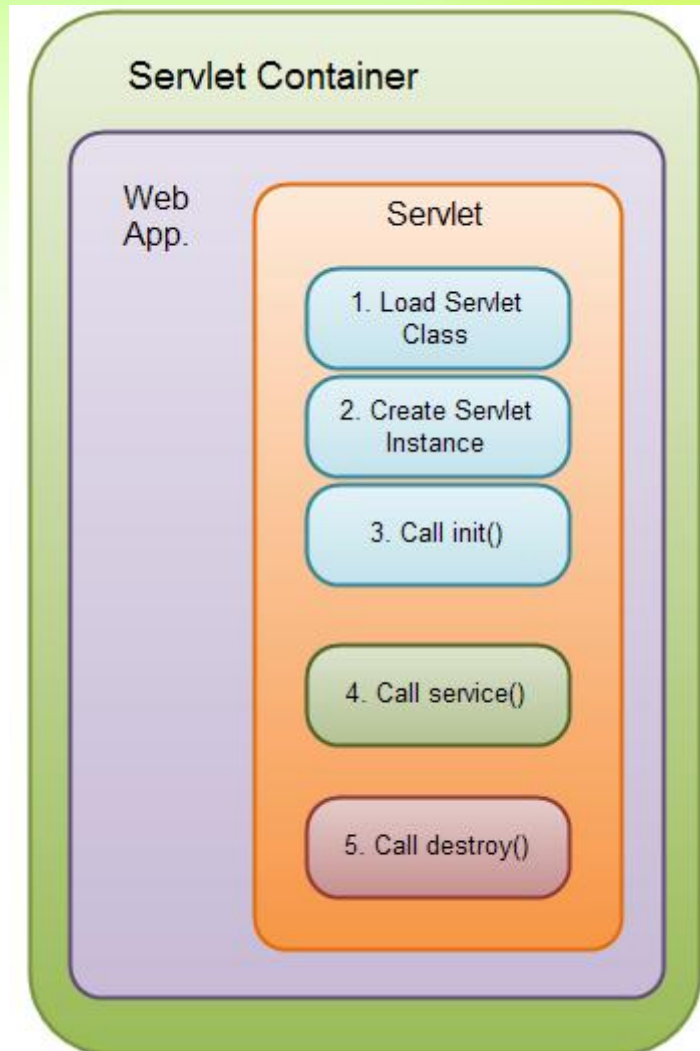 Servlet Container
Web
App.
Servlet
1. Load Servlet
Class
2. Create Servlet
Instance
3. Call init()
4. Call service()
5. Call destroy()